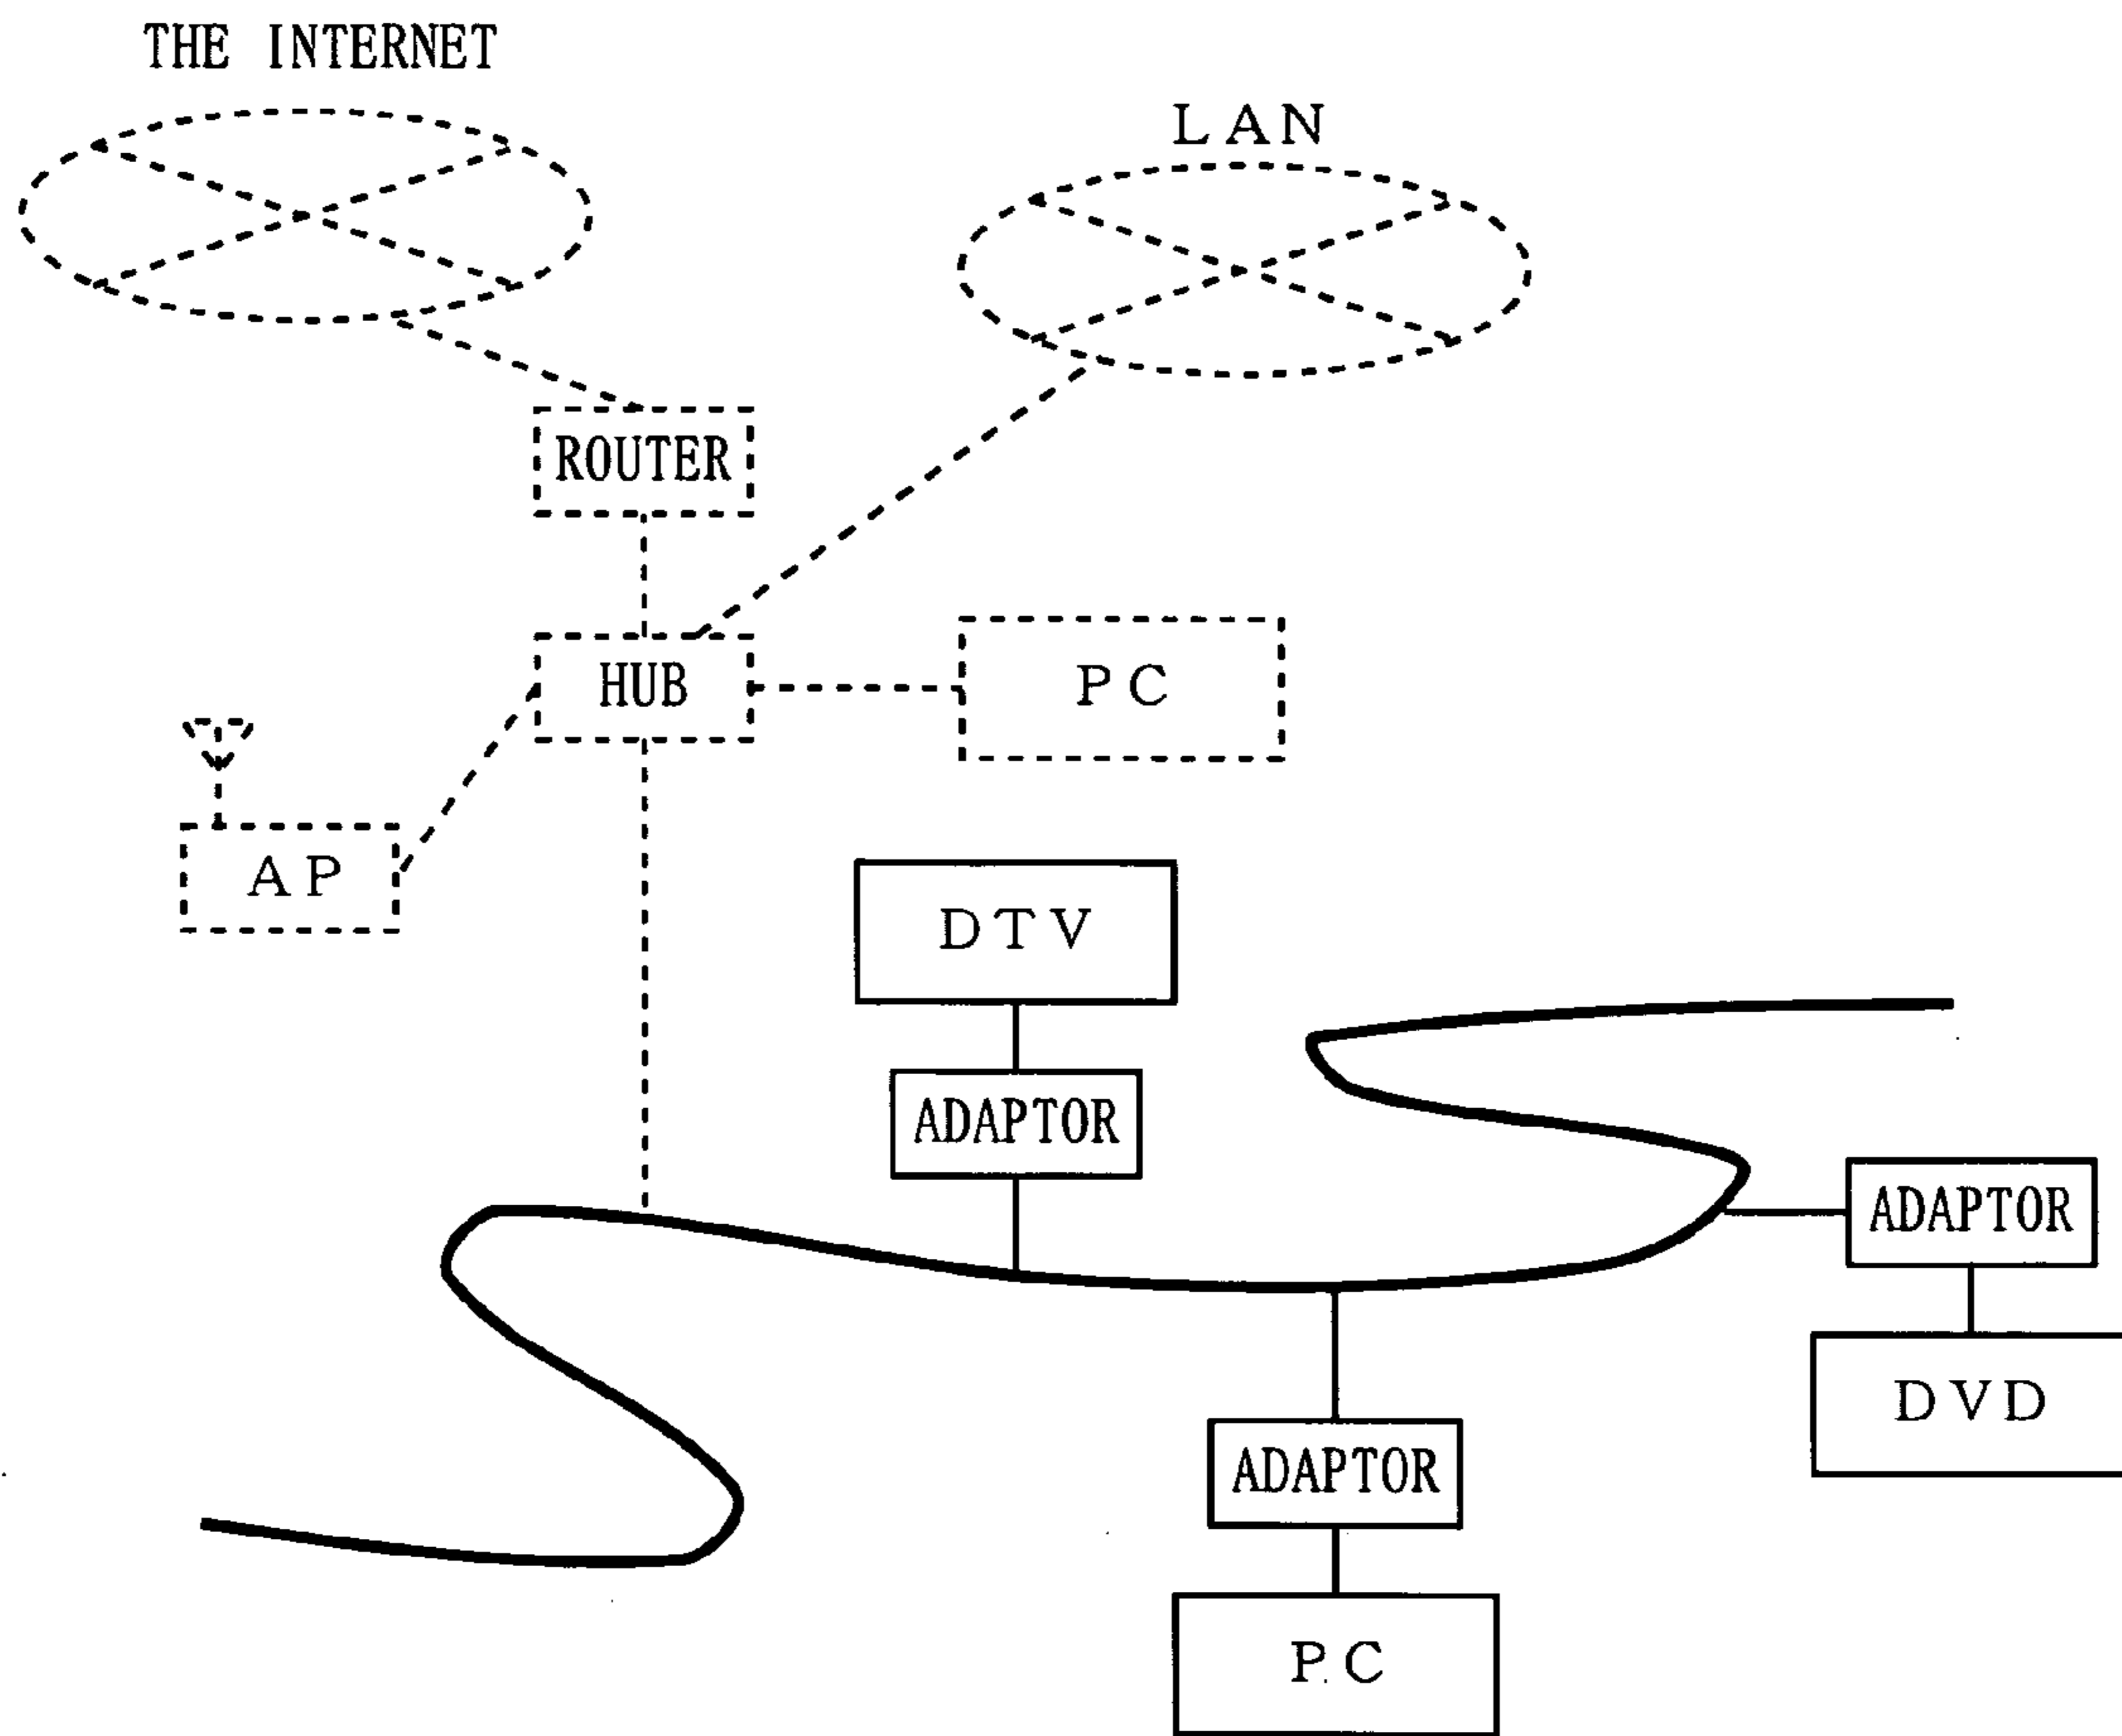 THE INTERNET
LAN
ROUTER
HUB
PC
AP
DTV
ADAPTOR
ADAPTOR
DVD
ADAPTOR
PC